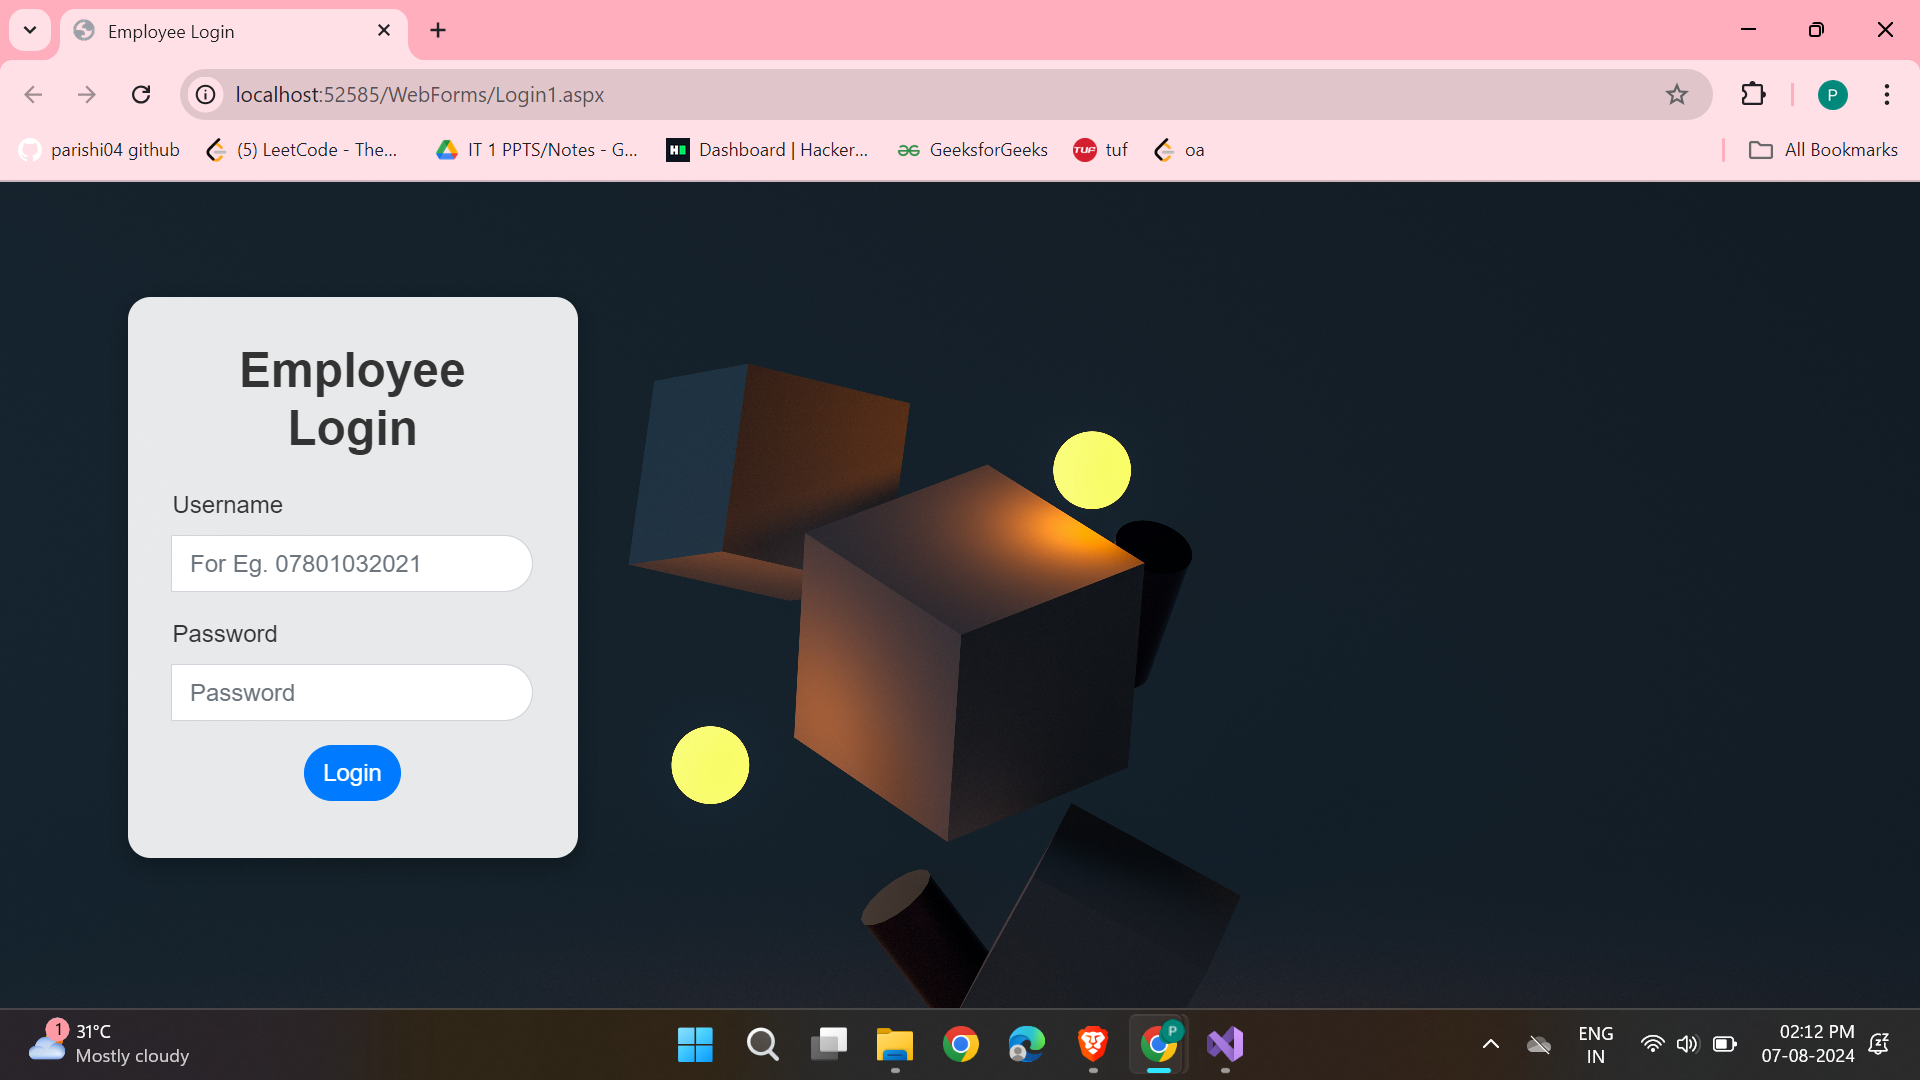 Employee Login
localhost:52585/WebForms/Login1.aspx
P
parishi04 github
(5) LeetCode - The...
IT 1 PPTS/Notes - G...
H
Dashboard | Hacker...
GeeksforGeeks
TUF
tuf
oa
All Bookmarks
Employee
Login
Username
For Eg. 07801032021
Password
Password
Login
1
31°C
Mostly cloudy
P
ENG
IN
02:12 PM
07-08-2024